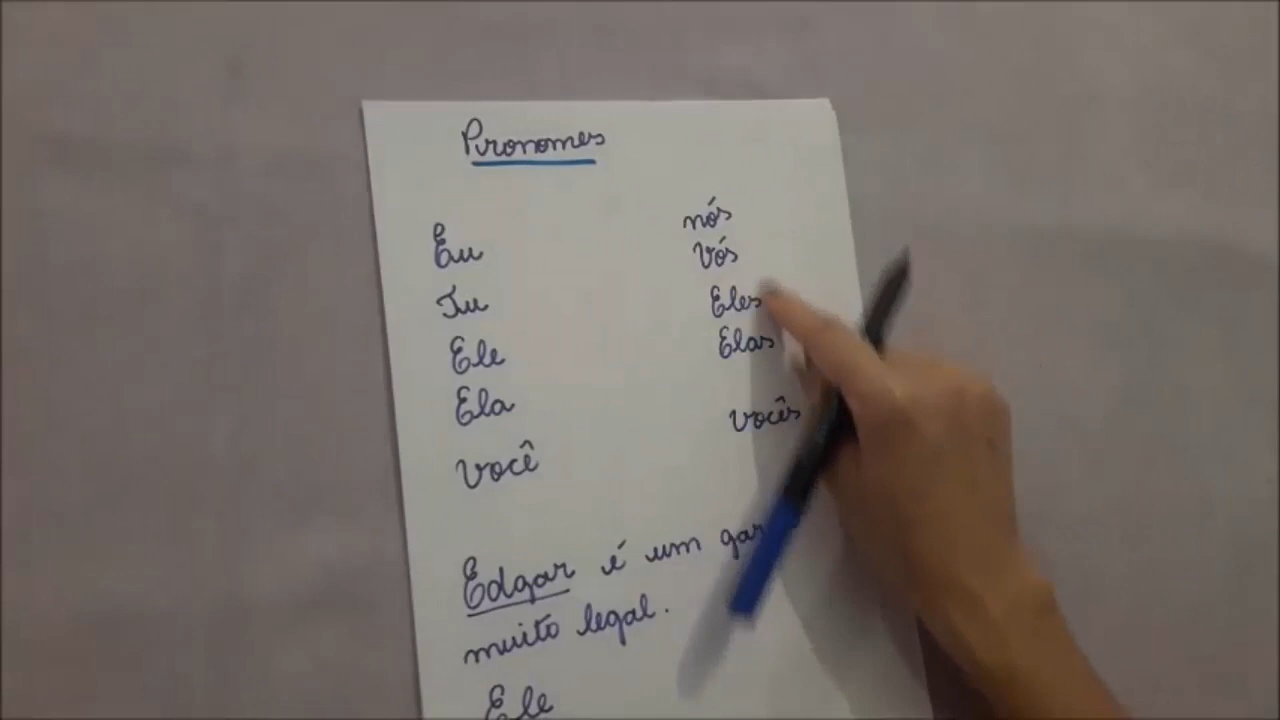 Pronomes
Eu
Tu
Ele
Ela
Você
nós
Vós
Eles
Elas
vocês
Edgar é um
muito legal.
Ele